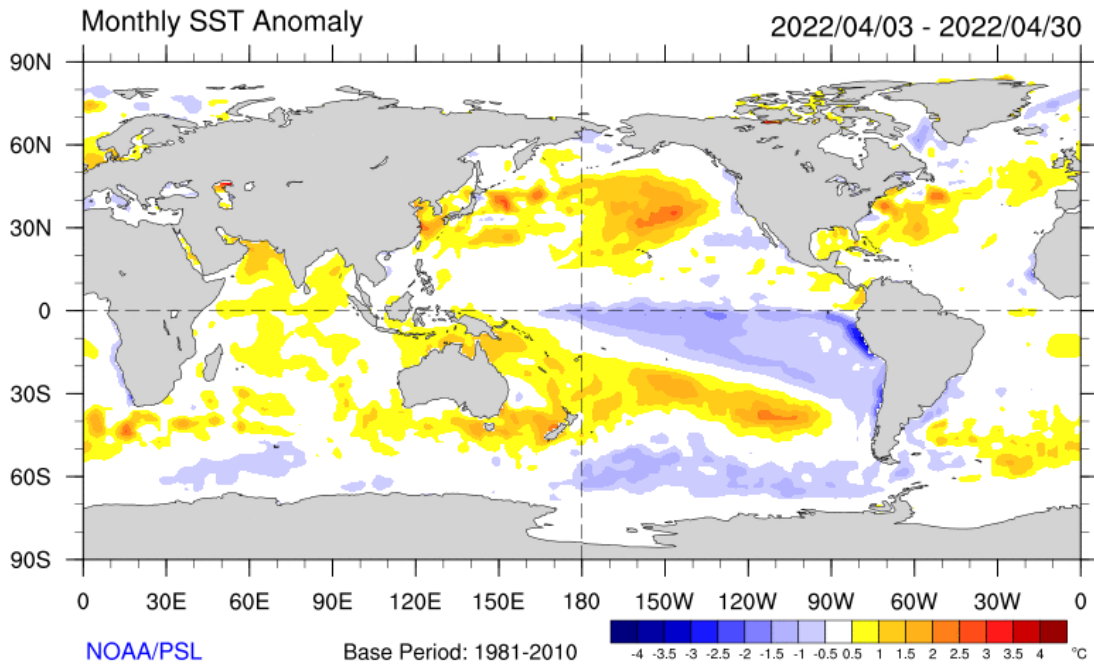 Monthly SST Anomaly 2022/04/03 - 2022/04/30
90N
60N
30N
0
30S
60S
90S
0 30E 60E 90E 120E 150E 180 150W 120W 90W 60W 30W 0
-4 -3.5 -3 -2.5 -2 -1.5 -1 -0.5 0.5 1 1.5 2 2.5 3 3.5 4 °C
NOAA/PSL Base Period: 1981-2010